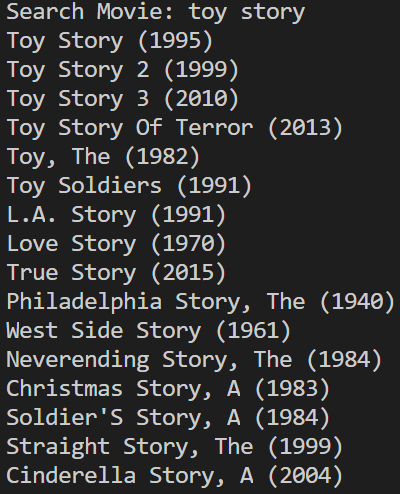 Search Movie: toy story
Toy Story (1995)
Toy Story 2 (1999)
Toy Story 3 (2010)
Toy Story Of Terror (2013)
Toy, The (1982)
Toy Soldiers (1991)
L.A. Story (1991)
Love Story (1970)
True Story (2015)
Philadelphia Story, The (1940)
West Side Story (1961)
Neverending Story, The (1984)
Christmas Story, A (1983)
Soldier'S Story, A (1984)
Straight Story, The (1999)
Cinderella Story, A (2004)